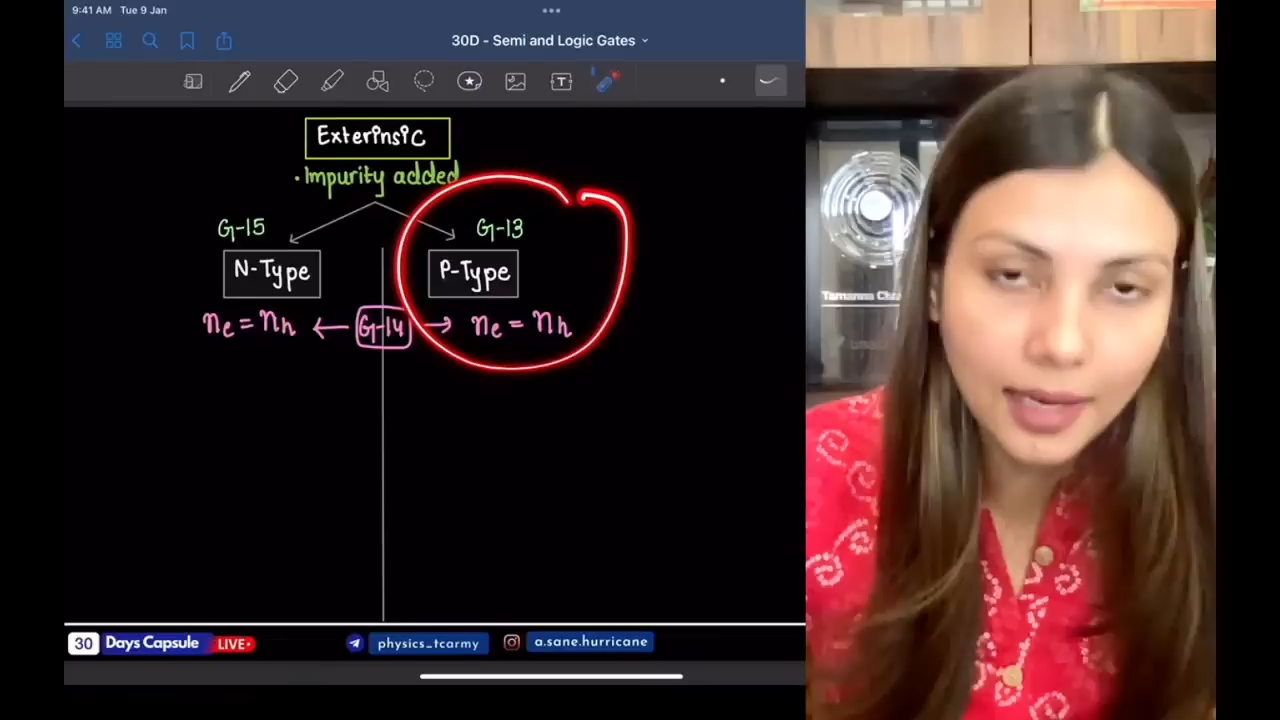 9:41 AM Tue 9 Jan
30D - Semi and Logic Gates
T
Exterinsic
• Impurity added
G-15
G-13
N-Type
P-Type
nₑ = nₕ ← G-14 → nₑ = nₕ
30 Days Capsule LIVE
physics_tcarmy
a.sane.hurricane